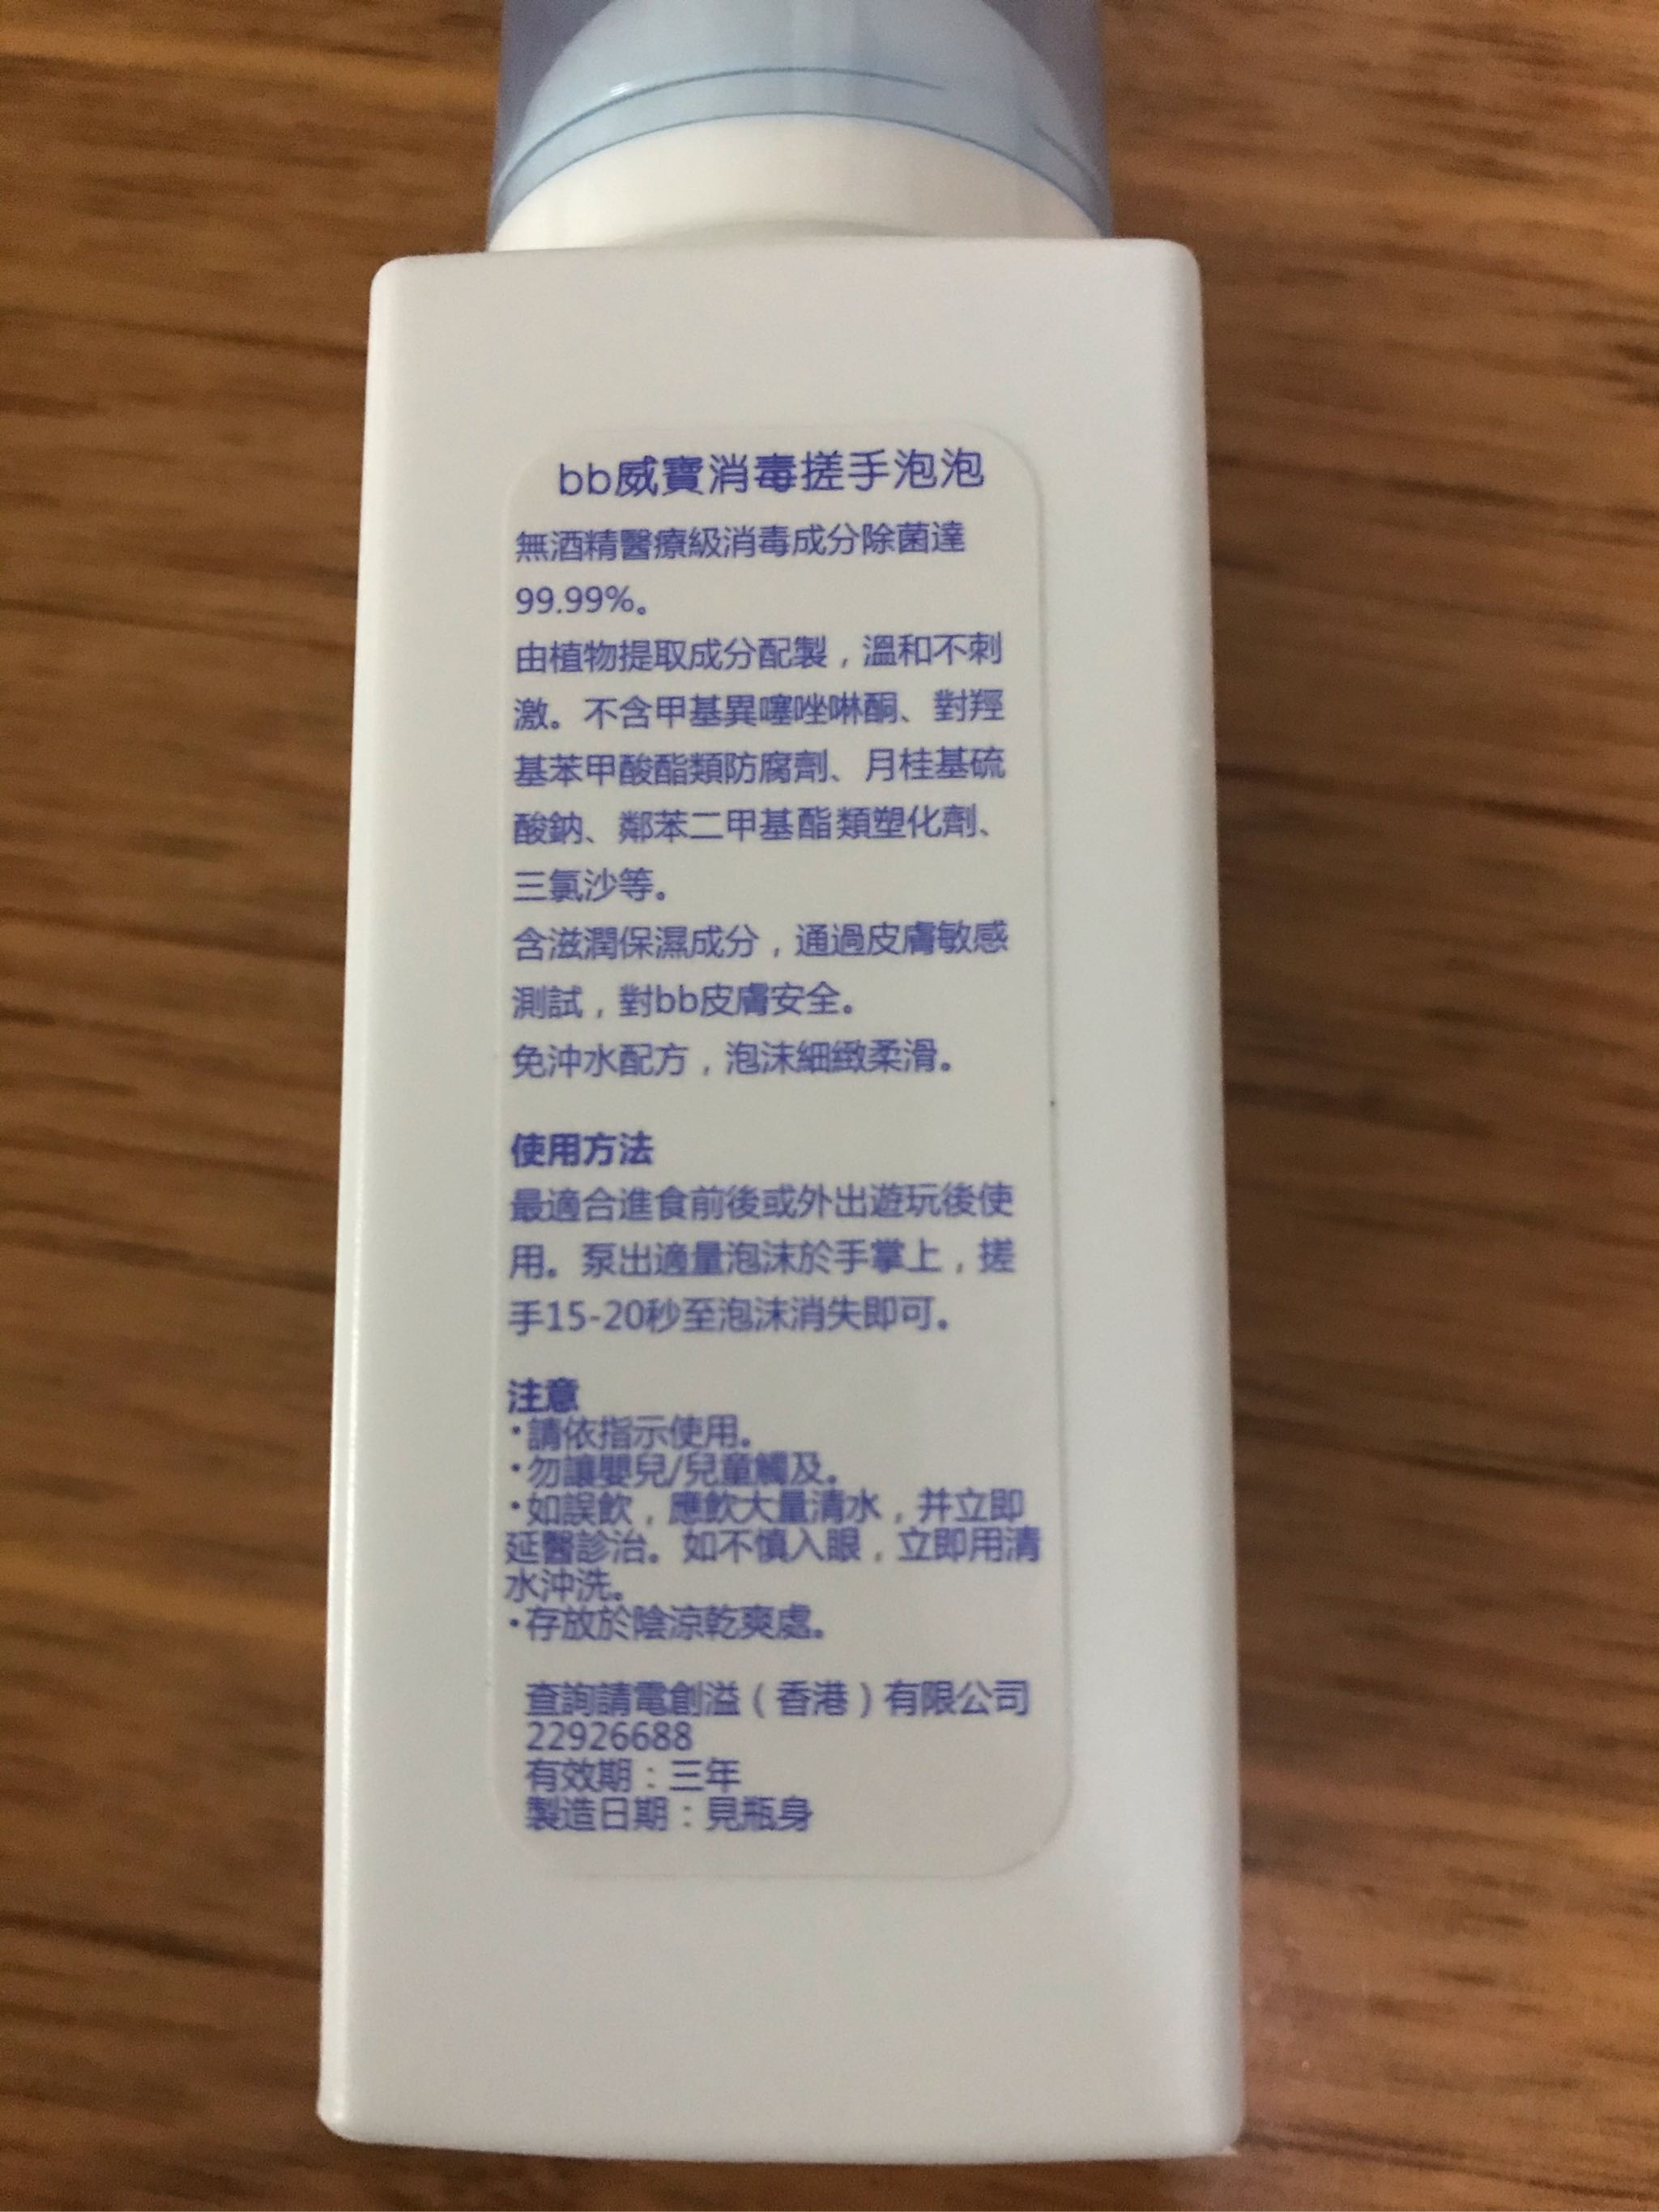 bb威寶消毒搓手泡泡
無酒精醫療級消毒成分除菌達
99.99%。
由植物提取成分配製，溫和不刺
激。不含甲基異噻唑啉酮、對羥
基苯甲酸酯類防腐劑、月桂基硫
酸鈉、鄰苯二甲基酯類塑化劑、
三氯沙等。
含滋潤保濕成分，通過皮膚敏感
測試，對bb皮膚安全。
免沖水配方，泡沫細緻柔滑。
使用方法
最適合進食前後或外出遊玩後使
用。泵出適量泡沫於手掌上，搓
手15-20秒至泡沫消失即可。
注意
·請依指示使用。
·勿讓嬰兒/兒童觸及。
·如誤飲，應飲大量清水，并立即
延醫診治。如不慎入眼，立即用清
水沖洗。
·存放於陰涼乾爽處。
查詢請電創溢（香港）有限公司
22926688
有效期：三年
製造日期：見瓶身